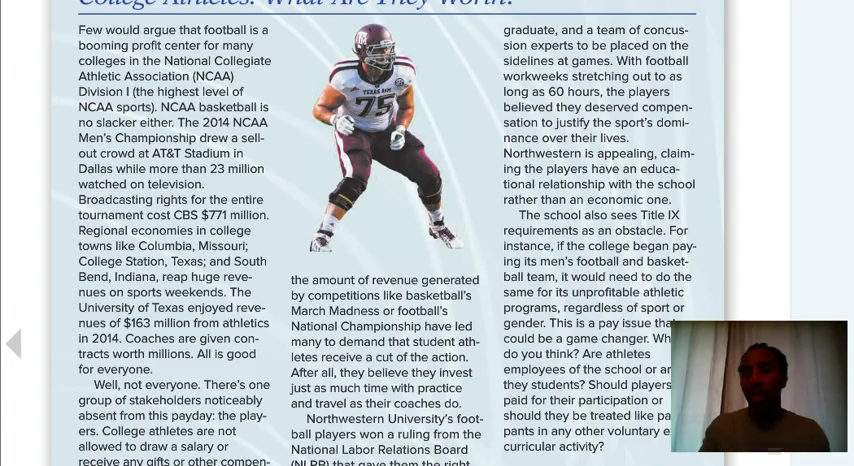 College Athletes: What Are They Worth?
Few would argue that football is a
booming profit center for many
colleges in the National Collegiate
Athletic Association (NCAA)
Division I (the highest level of
NCAA sports). NCAA basketball is
no slacker either. The 2014 NCAA
Men's Championship drew a sell-
out crowd at AT&T Stadium in
Dallas while more than 23 million
watched on television.
Broadcasting rights for the entire
tournament cost CBS $771 million.
Regional economies in college
towns like Columbia, Missouri;
College Station, Texas; and South
Bend, Indiana, reap huge reve-
nues on sports weekends. The
University of Texas enjoyed reve-
nues of $163 million from athletics
in 2014. Coaches are given con-
tracts worth millions. All is good
for everyone.
Well, not everyone. There's one
group of stakeholders noticeably
absent from this payday: the play-
ers. College athletes are not
allowed to draw a salary or
receive any gifts or other compen-
TEXAS A&M
75
the amount of revenue generated
by competitions like basketball's
March Madness or football's
National Championship have led
many to demand that student ath-
letes receive a cut of the action.
After all, they believe they invest
just as much time with practice
and travel as their coaches do.
Northwestern University's foot-
ball players won a ruling from the
National Labor Relations Board
(NLRB) that gave them the right
graduate, and a team of concus-
sion experts to be placed on the
sidelines at games. With football
workweeks stretching out to as
long as 60 hours, the players
believed they deserved compen-
sation to justify the sport's domi-
nance over their lives.
Northwestern is appealing, claim-
ing the players have an educa-
tional relationship with the school
rather than an economic one.
The school also sees Title IX
requirements as an obstacle. For
instance, if the college began pay-
ing its men's football and basket-
ball team, it would need to do the
same for its unprofitable athletic
programs, regardless of sport or
gender. This is a pay issue that
could be a game changer. Wh
do you think? Are athletes
employees of the school or ar
they students? Should players
paid for their participation or
should they be treated like pa
pants in any other voluntary e
curricular activity?